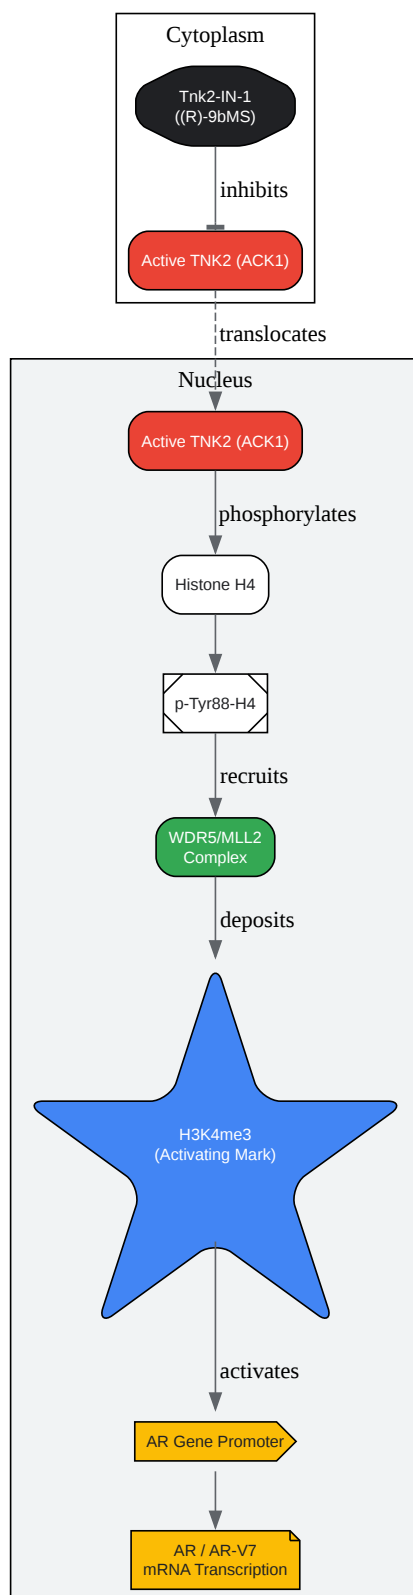 Cytoplasm
Tnk2-IN-1
((R)-9bMS)
inhibits
Active TNK2 (ACK1)
translocates
Nucleus
Active TNK2 (ACK1)
phosphorylates
Histone H4
p-Tyr88-H4
recruits
WDR5/MLL2
Complex
deposits
H3K4me3
(Activating Mark)
activates
AR Gene Promoter
AR / AR-V7
mRNA Transcription